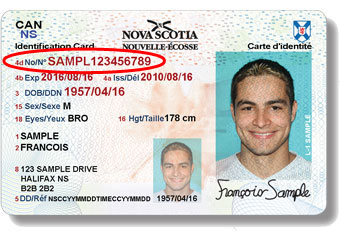 CAN
NS
NOVA SCOTIA
NOUVELLE-ÉCOSSE
Identification Card
Carte d'identité
4d No/Nº SAMPL123456789
4b Exp 2016/08/16 4a Iss/Dél 2010/08/16
3 DOB/DDN 1957/04/16
15 Sex/Sexe M
18 Eyes/Yeux BRO 16 Hgt/Taille 178 cm
1 SAMPLE
2 FRANCOIS
8 123 SAMPLE DRIVE
HALIFAX NS
B2B 2B2
5 DD/Réf NSCCYYMMDDTIMECCYYMMDD 1957/04/16
L-1 SAMPLE
François Sample